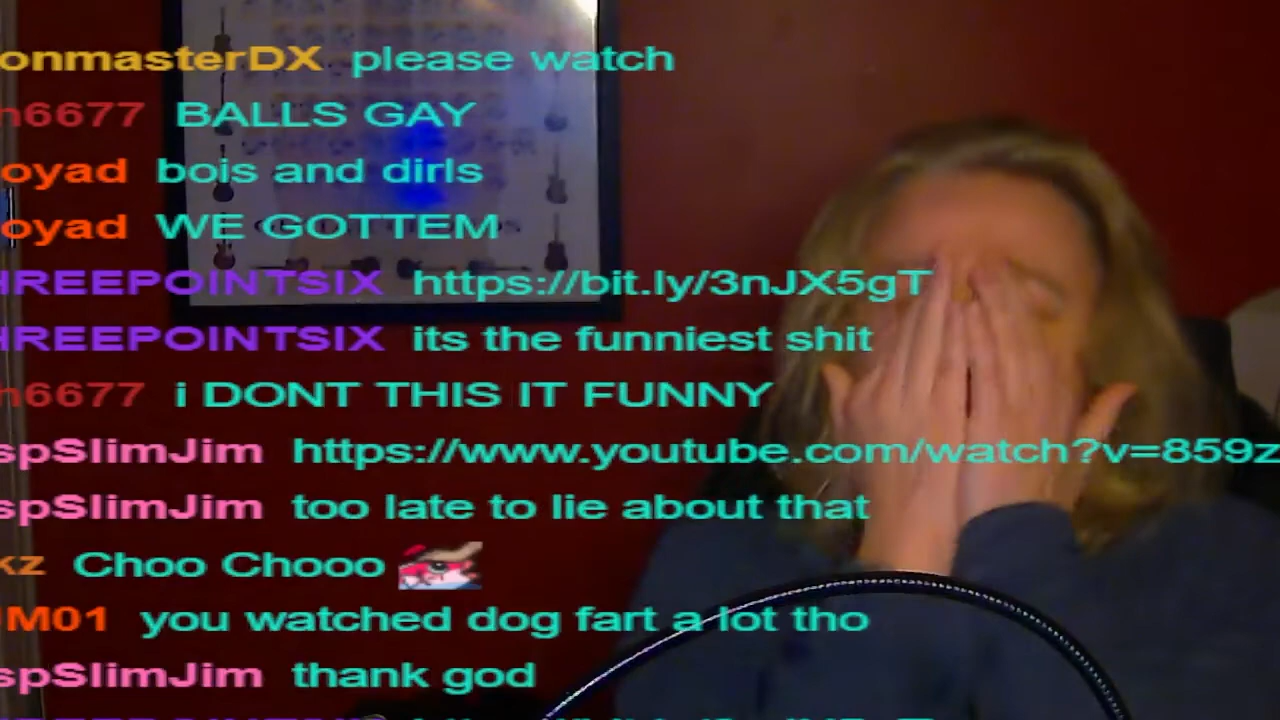 onmasterDX please watch
n6677 BALLS GAY
oyad bois and dirls
oyad WE GOTTEM
HREEPOINTSIX https://bit.ly/3nJX5gT
HREEPOINTSIX its the funniest shit
n6677 i DONT THIS IT FUNNY
spSlimJim https://www.youtube.com/watch?v=859z
spSlimJim too late to lie about that
kz Choo Chooo
M01 you watched dog fart a lot tho
spSlimJim thank god